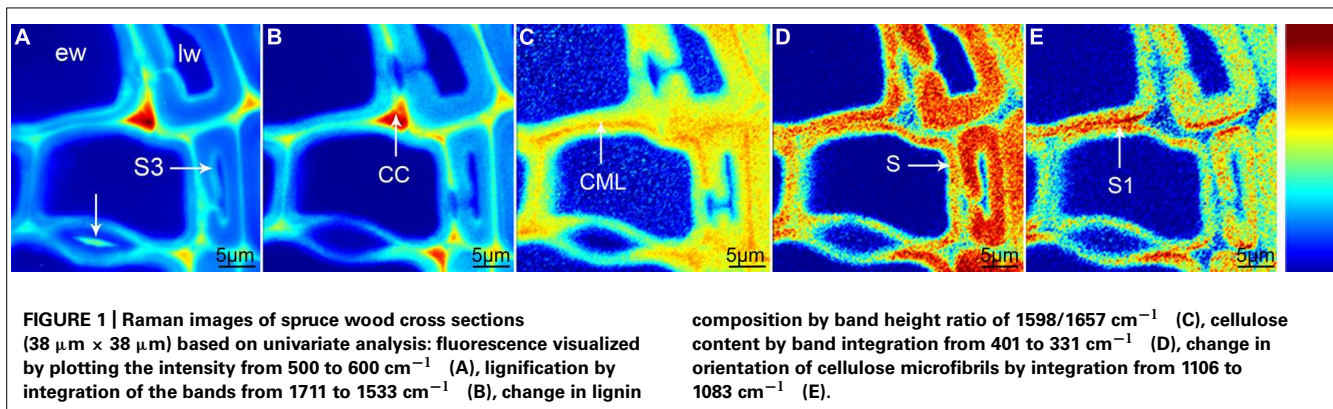 A B C D E
ew lw
S3
CC
CML
S
S1
5µm 5µm 5µm 5µm 5µm
FIGURE 1 | Raman images of spruce wood cross sections
(38 μm × 38 μm) based on univariate analysis: fluorescence visualized
by plotting the intensity from 500 to 600 cm⁻¹ (A), lignification by
integration of the bands from 1711 to 1533 cm⁻¹ (B), change in lignin
composition by band height ratio of 1598/1657 cm⁻¹ (C), cellulose
content by band integration from 401 to 331 cm⁻¹ (D), change in
orientation of cellulose microfibrils by integration from 1106 to
1083 cm⁻¹ (E).